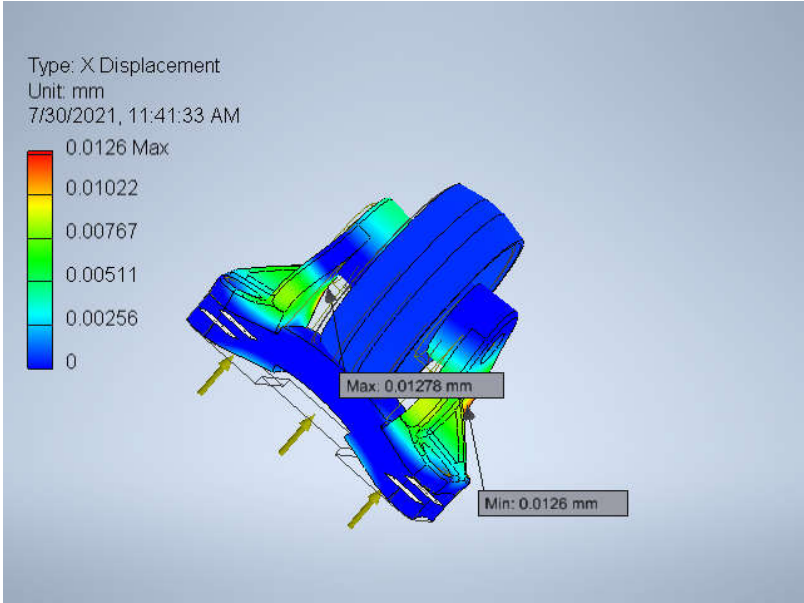 Type: X Displacement
Unit: mm
7/30/2021, 11:41:33 AM
0.0126 Max
0.01022
0.00767
0.00511
0.00256
0
Max: 0.01278 mm
Min: 0.0126 mm